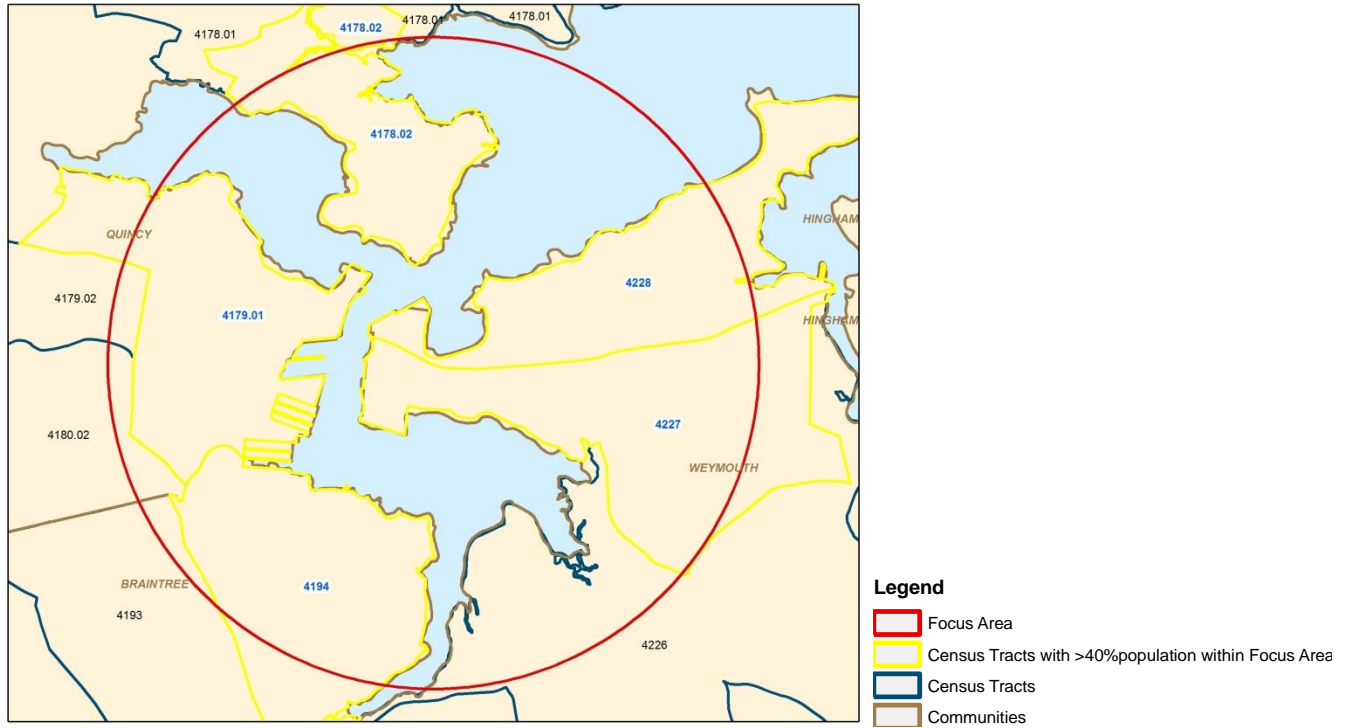 4178.01
4178.01
4178.02
4178.01
4178.02
QUINCY
HINGHAM
4228
4179.02
4179.01
HINGHAM
4180.02
4227
WEYMOUTH
BRAINTREE
4194
4193
4226
Legend
Focus Area
Census Tracts with >40%population within Focus Area
Census Tracts
Communities